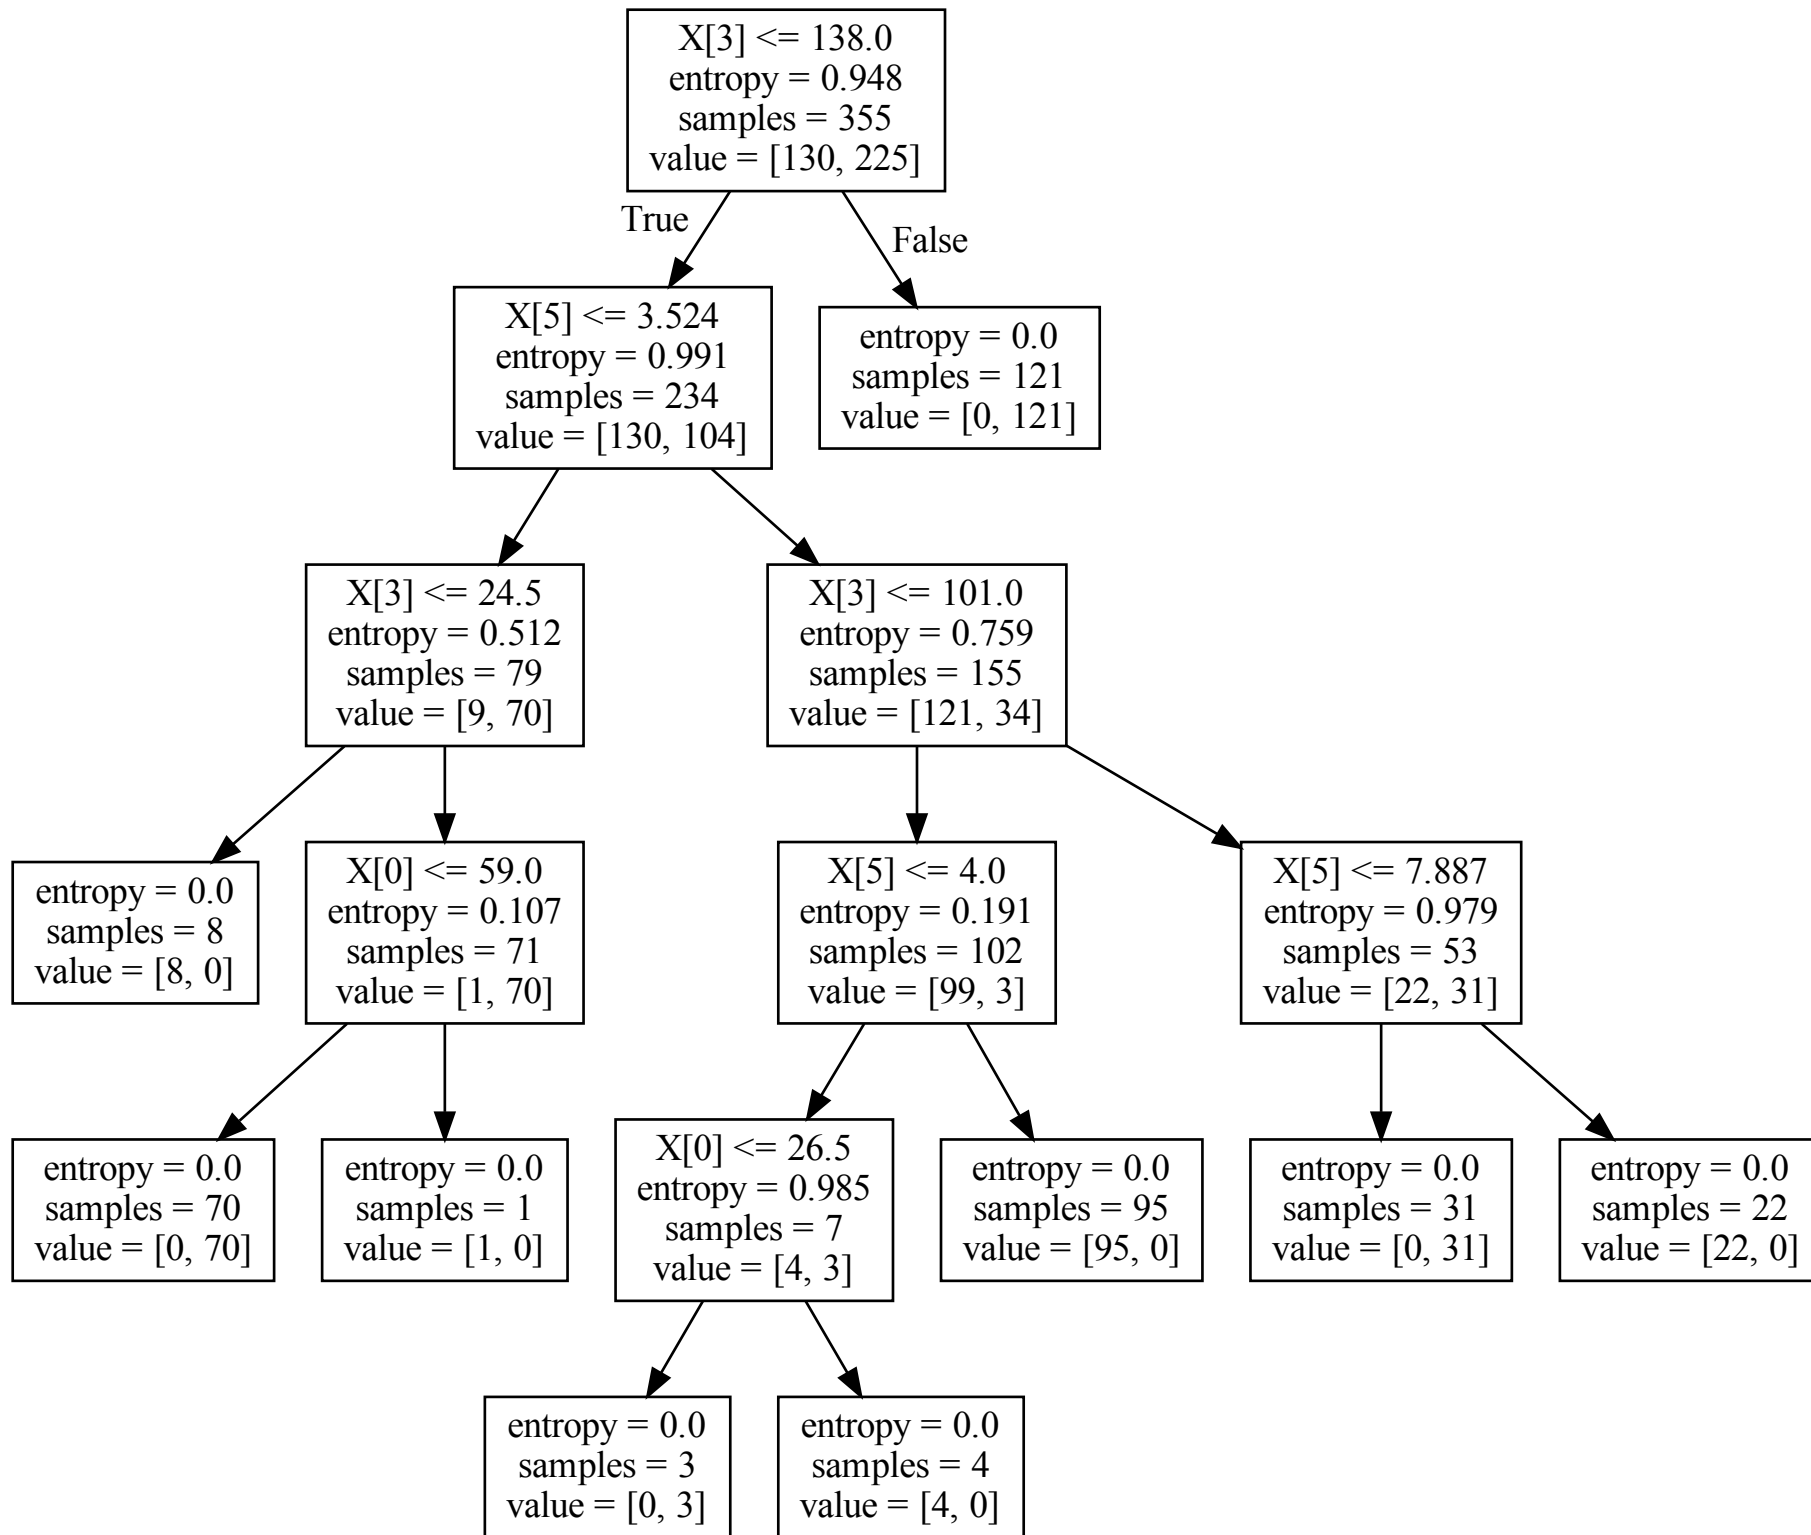 X[3] <= 138.0
entropy = 0.948
samples = 355
value = [130, 225]
True
False
X[5] <= 3.524
entropy = 0.991
samples = 234
value = [130, 104]
entropy = 0.0
samples = 121
value = [0, 121]
X[3] <= 24.5
entropy = 0.512
samples = 79
value = [9, 70]
X[3] <= 101.0
entropy = 0.759
samples = 155
value = [121, 34]
entropy = 0.0
samples = 8
value = [8, 0]
X[0] <= 59.0
entropy = 0.107
samples = 71
value = [1, 70]
X[5] <= 4.0
entropy = 0.191
samples = 102
value = [99, 3]
X[5] <= 7.887
entropy = 0.979
samples = 53
value = [22, 31]
entropy = 0.0
samples = 70
value = [0, 70]
entropy = 0.0
samples = 1
value = [1, 0]
X[0] <= 26.5
entropy = 0.985
samples = 7
value = [4, 3]
entropy = 0.0
samples = 95
value = [95, 0]
entropy = 0.0
samples = 31
value = [0, 31]
entropy = 0.0
samples = 22
value = [22, 0]
entropy = 0.0
samples = 3
value = [0, 3]
entropy = 0.0
samples = 4
value = [4, 0]